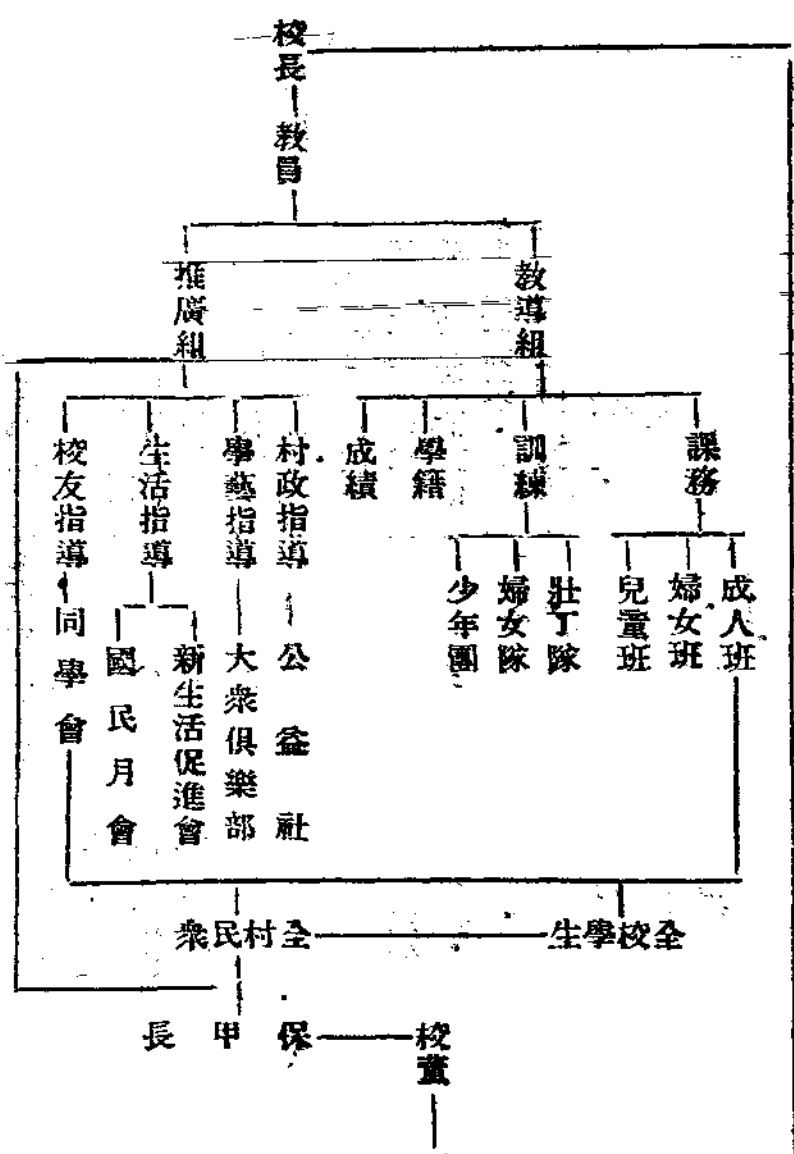 校長
教員
教導組
推廣組
課務
訓練
學籍
成績
村政指導
學藝指導
生活指導
校友指導
成人班
婦女班
兒童班
壯丁隊
婦女隊
少年團
公益社
大衆俱樂部
新生活促進會
國民月會
同學會
全校學生
全村民衆
保甲長
校董